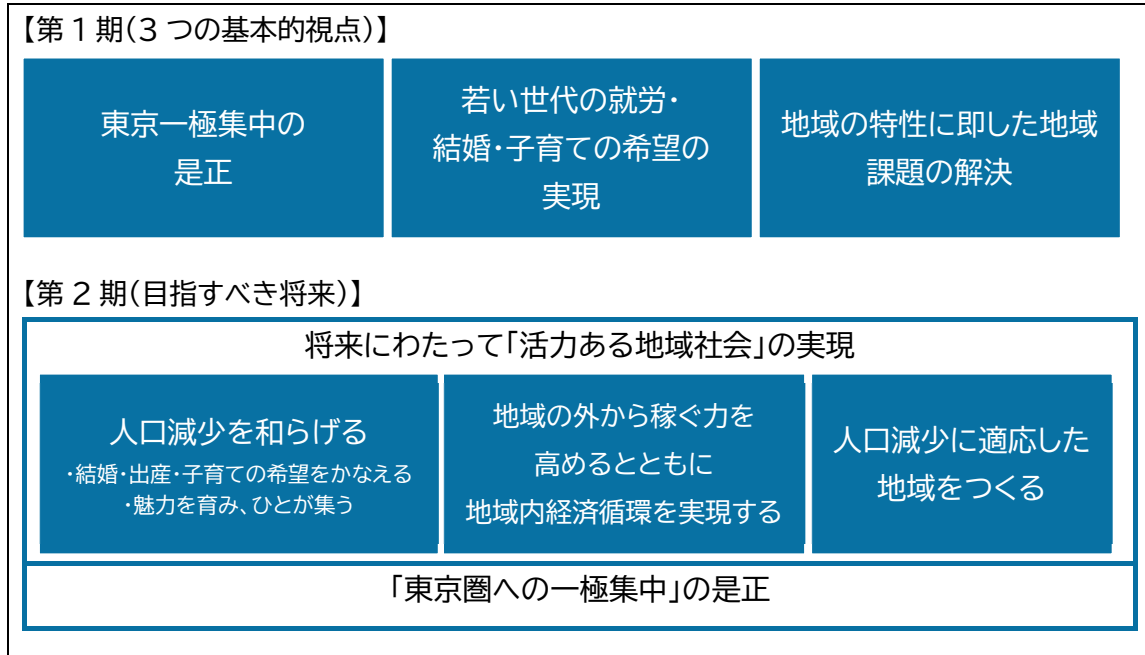 【第1期(3つの基本的視点)】
東京一極集中の
是正
若い世代の就労・
結婚・子育ての希望の
実現
地域の特性に即した地域
課題の解決
【第2期(目指すべき将来)】
将来にわたって「活力ある地域社会」の実現
人口減少を和らげる
・結婚・出産・子育ての希望をかなえる
・魅力を育み、ひとが集う
地域の外から稼ぐ力を
高めるとともに
地域内経済循環を実現する
人口減少に適応した
地域をつくる
「東京圏への一極集中」の是正